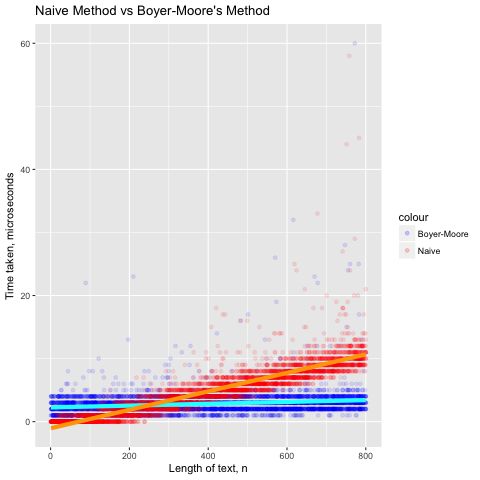 Naive Method vs Boyer-Moore's Method
60
40
20
0
Time taken, microseconds
0 200 400 600 800
Length of text, n
colour
Boyer-Moore
Naive